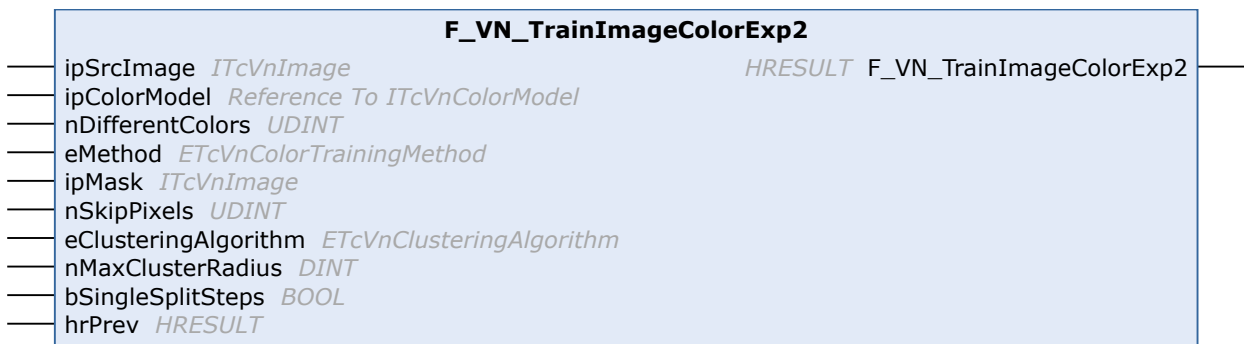 F_VN_TrainImageColorExp2
ipSrcImage ITcVnImage HRESULT F_VN_TrainImageColorExp2
ipColorModel Reference To ITcVnColorModel
nDifferentColors UDINT
eMethod ETcVnColorTrainingMethod
ipMask ITcVnImage
nSkipPixels UDINT
eClusteringAlgorithm ETcVnClusteringAlgorithm
nMaxClusterRadius DINT
bSingleSplitSteps BOOL
hrPrev HRESULT